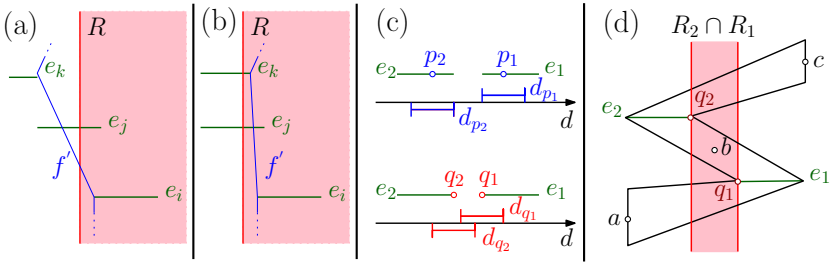 (a)
R
e_k
e_j
f'
e_i
(b)
R
e_k
e_j
f'
e_i
(c)
p_2 p_1
e_2 e_1
d_{p_1}
d_{p_2}
d
q_2 q_1
e_2 e_1
d_{q_1}
d_{q_2}
d
(d)
R_2 ∩ R_1
c
q_2
e_2
b
e_1
q_1
a